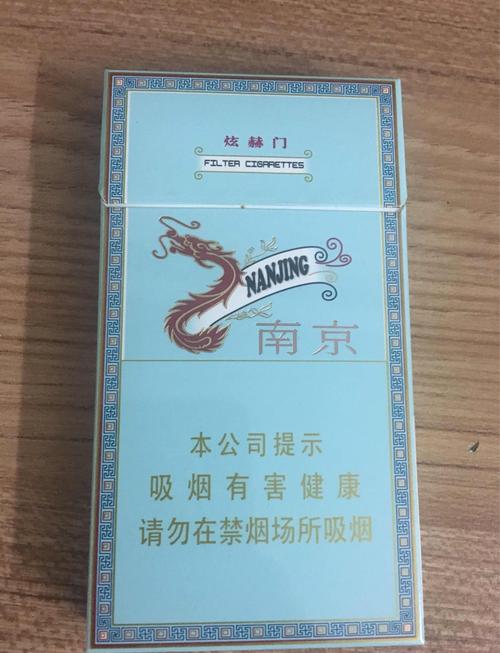 炫赫门
FILTER CIGARETTES
NANJING
南京
本公司提示
吸烟有害健康
请勿在禁烟场所吸烟